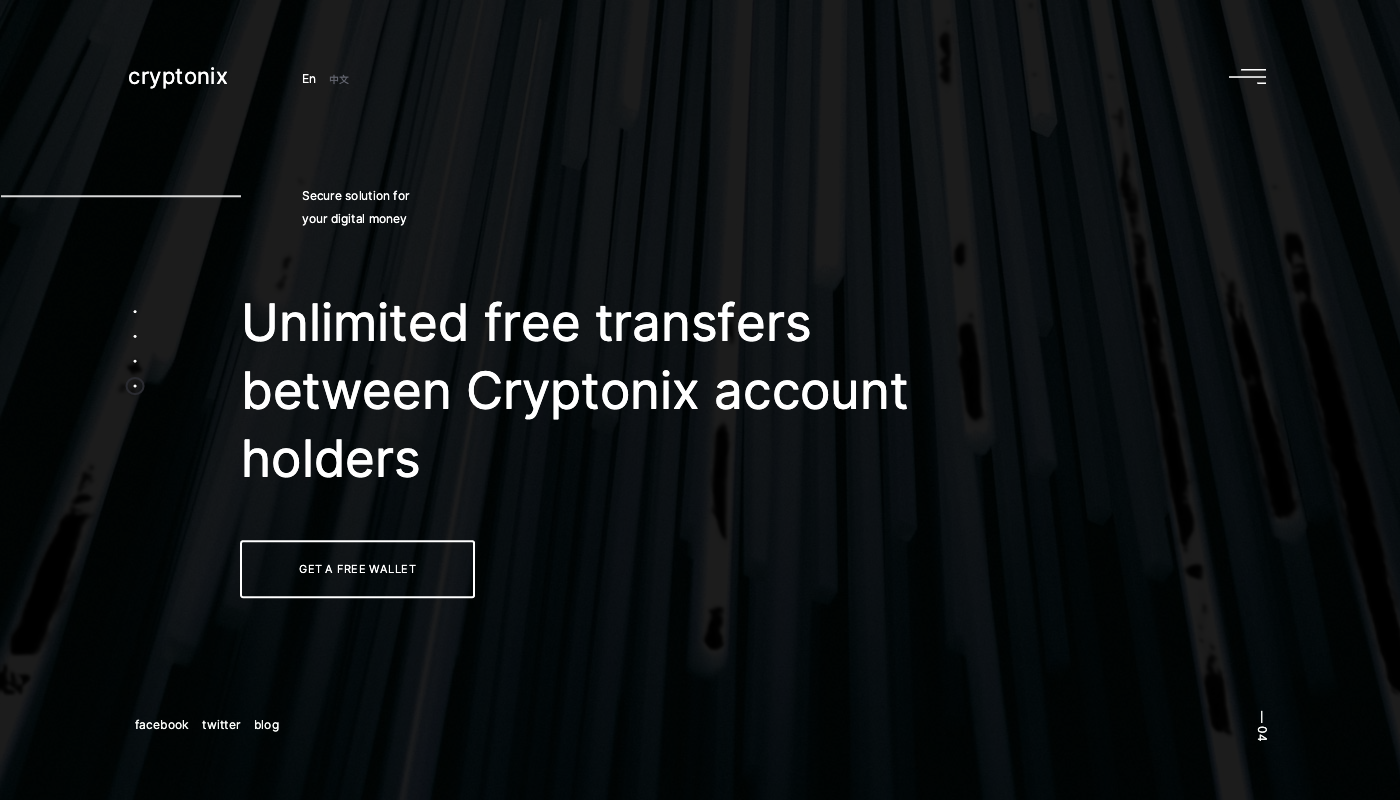 cryptonix
En 中文
Secure solution for
your digital money
Unlimited free transfers
between Cryptonix account
holders
GET A FREE WALLET
facebook twitter blog
—04